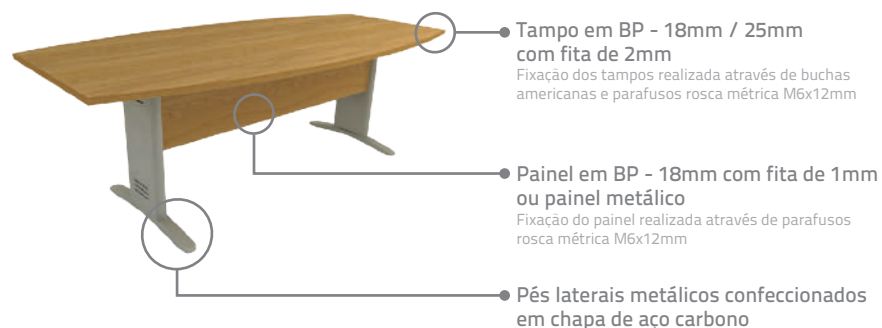 Tampo em BP - 18mm / 25mm
com fita de 2mm
Fixação dos tampos realizada através de buchas
americanas e parafusos rosca métrica M6x12mm
Painel em BP - 18mm com fita de 1mm
ou painel metálico
Fixação do painel realizada através de parafusos
rosca métrica M6x12mm
Pés laterais metálicos confeccionados
em chapa de aço carbono